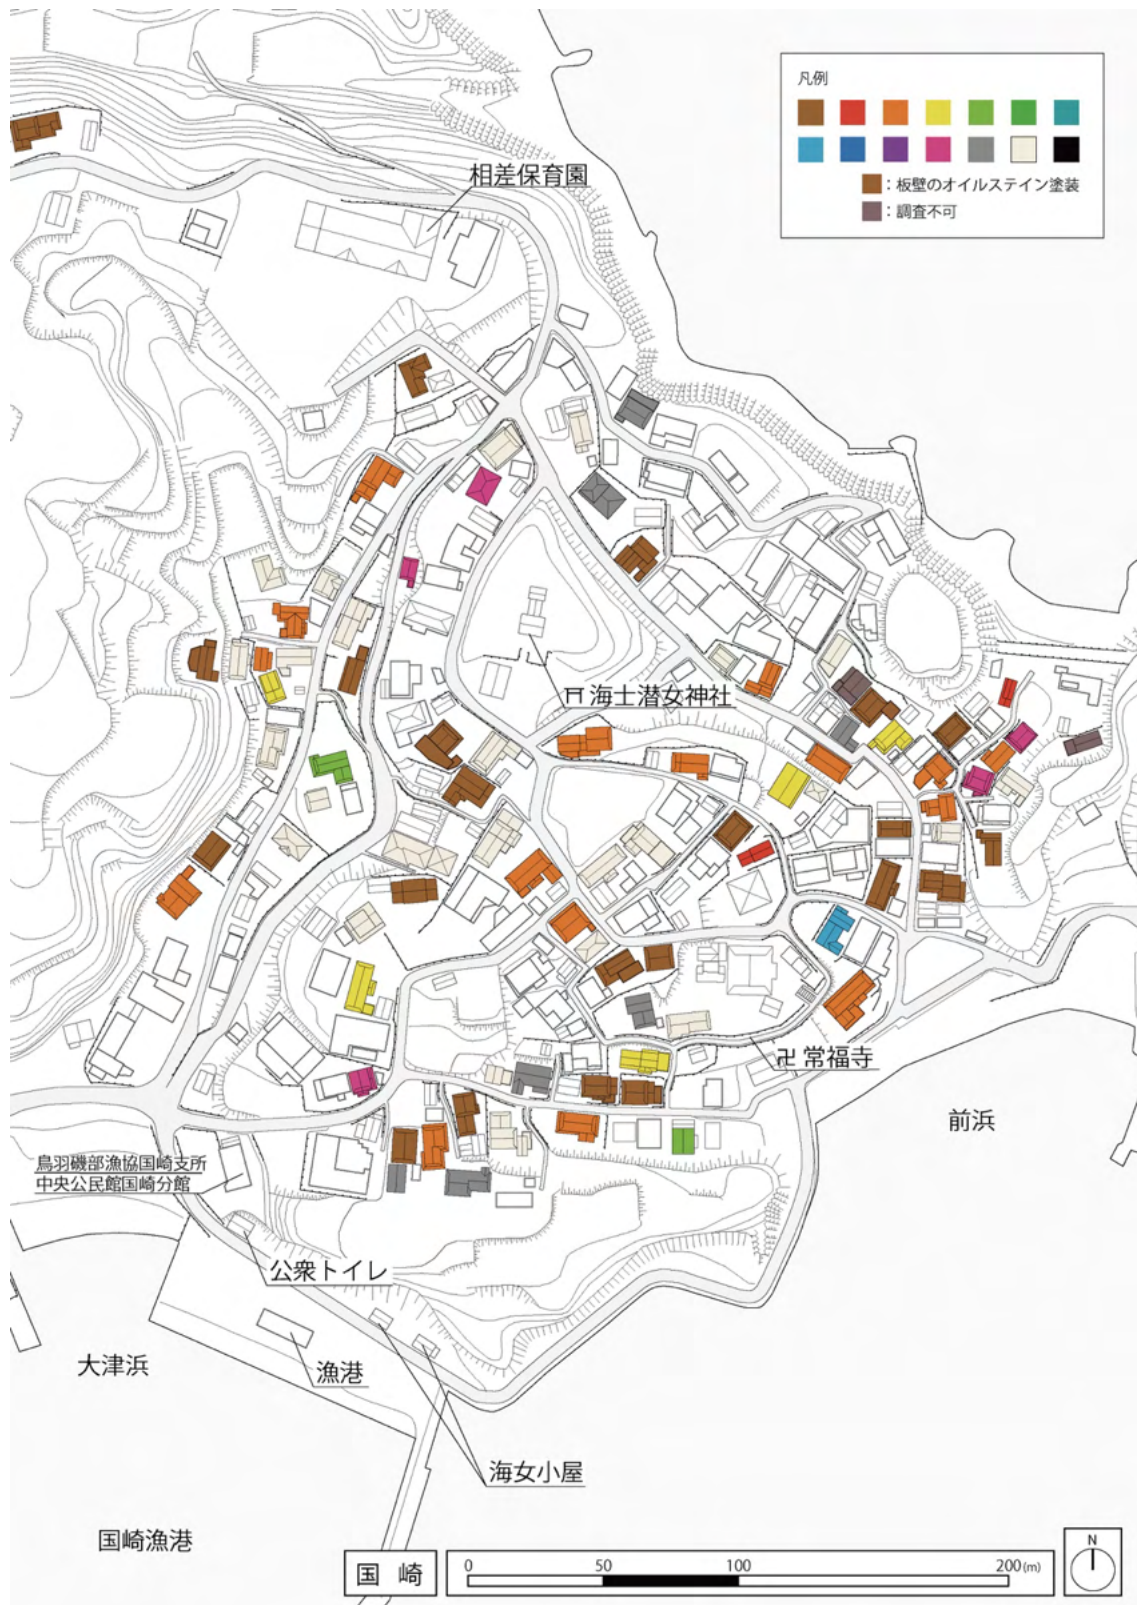 凡例
：板壁のオイルステイン塗装
：調査不可
相差保育園
海士潜女神社
卍 常福寺
前浜
鳥羽磯部漁協国崎支所
中央公民館国崎分館
公衆トイレ
大津浜
漁港
海女小屋
国崎漁港
国 崎
0 50 100 200(m)
N